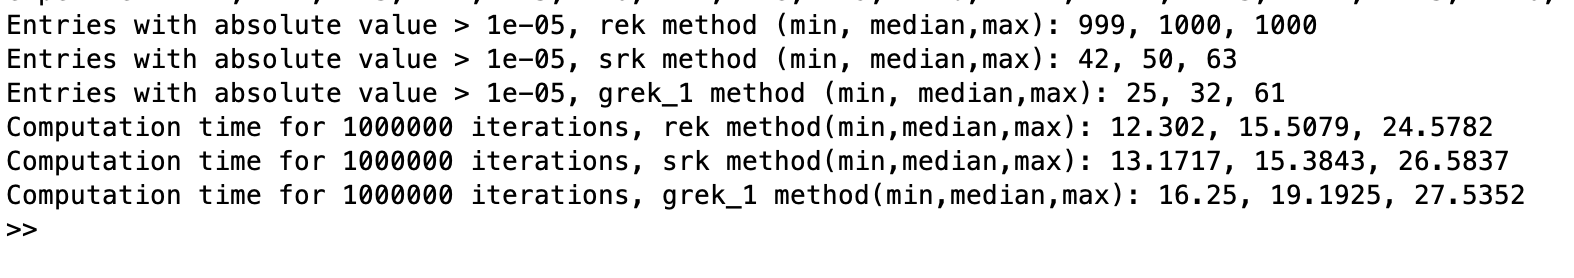 Entries with absolute value > 1e-05, rek method (min, median,max): 999, 1000, 1000
Entries with absolute value > 1e-05, srk method (min, median,max): 42, 50, 63
Entries with absolute value > 1e-05, grek_1 method (min, median,max): 25, 32, 61
Computation time for 1000000 iterations, rek method(min,median,max): 12.302, 15.5079, 24.5782
Computation time for 1000000 iterations, srk method(min,median,max): 13.1717, 15.3843, 26.5837
Computation time for 1000000 iterations, grek_1 method(min,median,max): 16.25, 19.1925, 27.5352
>>